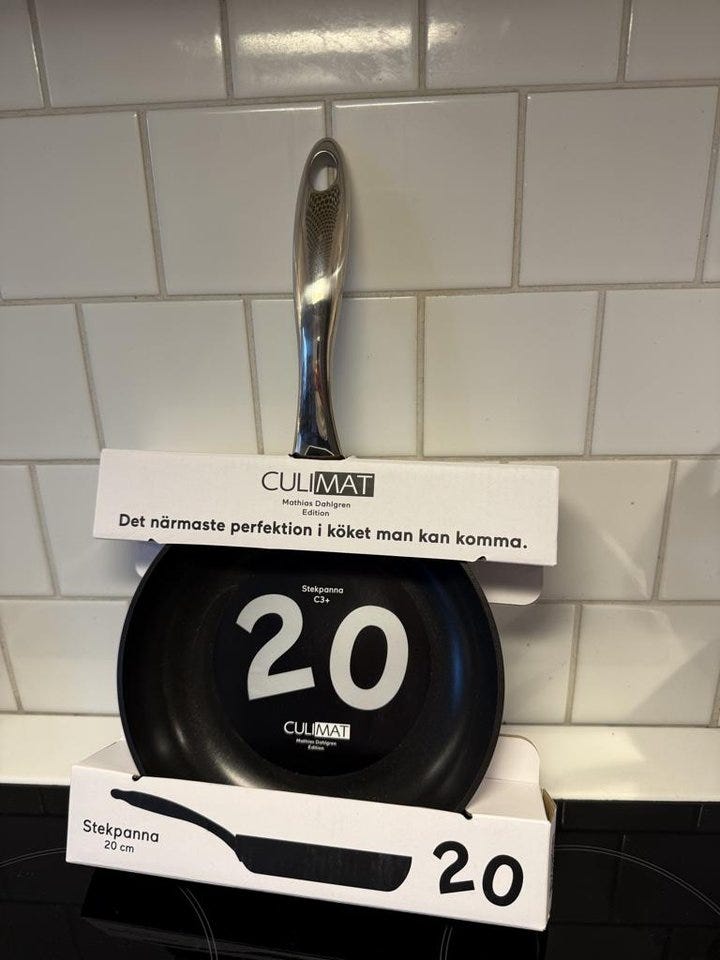 CULIMAT
Mathias Dahlgren
Edition
Det närmaste perfektion i köket man kan komma.
Stekpanna
C3+
20
CULIMAT
Mathias Dahlgren
Edition
Stekpanna
20 cm
20